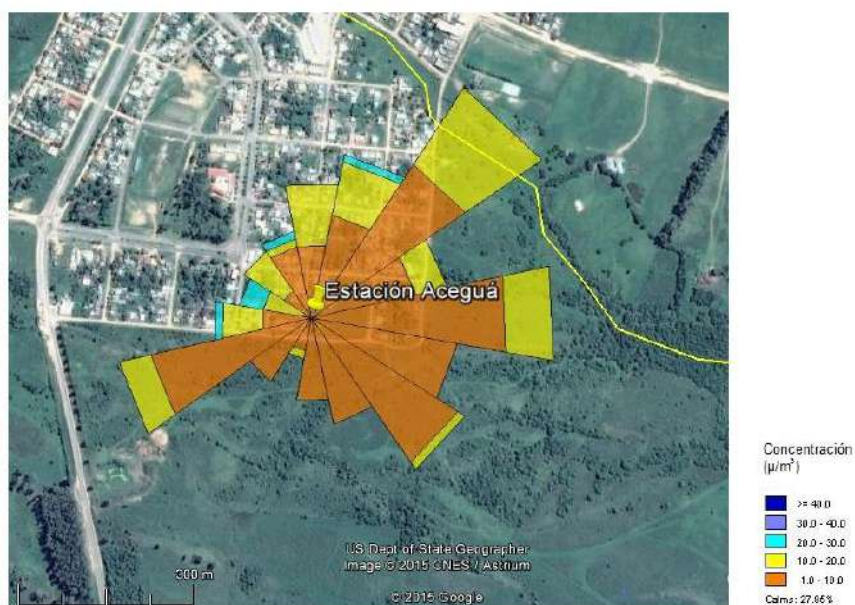 Estación Aceguá
Concentración
(µ/m³)
>= 40.0
30.0 - 40.0
20.0 - 30.0
10.0 - 20.0
1.0 - 10.0
Calms: 27.95%
300 m
US Dept of State Geographer
Image © 2015 CNES / Astrium
© 2015 Google